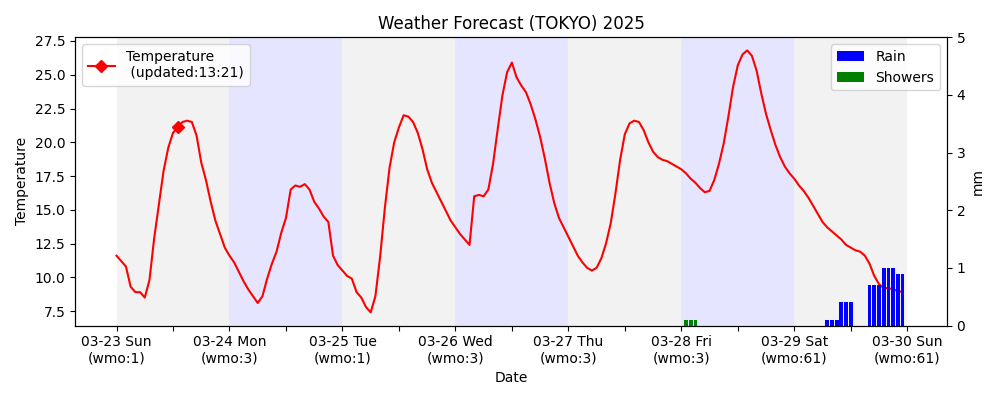 Weather Forecast (TOKYO) 2025
Temperature
(updated:13:21)
Rain
Showers
27.5
25.0
22.5
20.0
17.5
15.0
12.5
10.0
7.5
Temperature
5
4
3
2
1
0
mm
03-23 Sun
(wmo:1)
03-24 Mon
(wmo:3)
03-25 Tue
(wmo:1)
03-26 Wed
(wmo:3)
03-27 Thu
(wmo:3)
03-28 Fri
(wmo:3)
03-29 Sat
(wmo:61)
03-30 Sun
(wmo:61)
Date